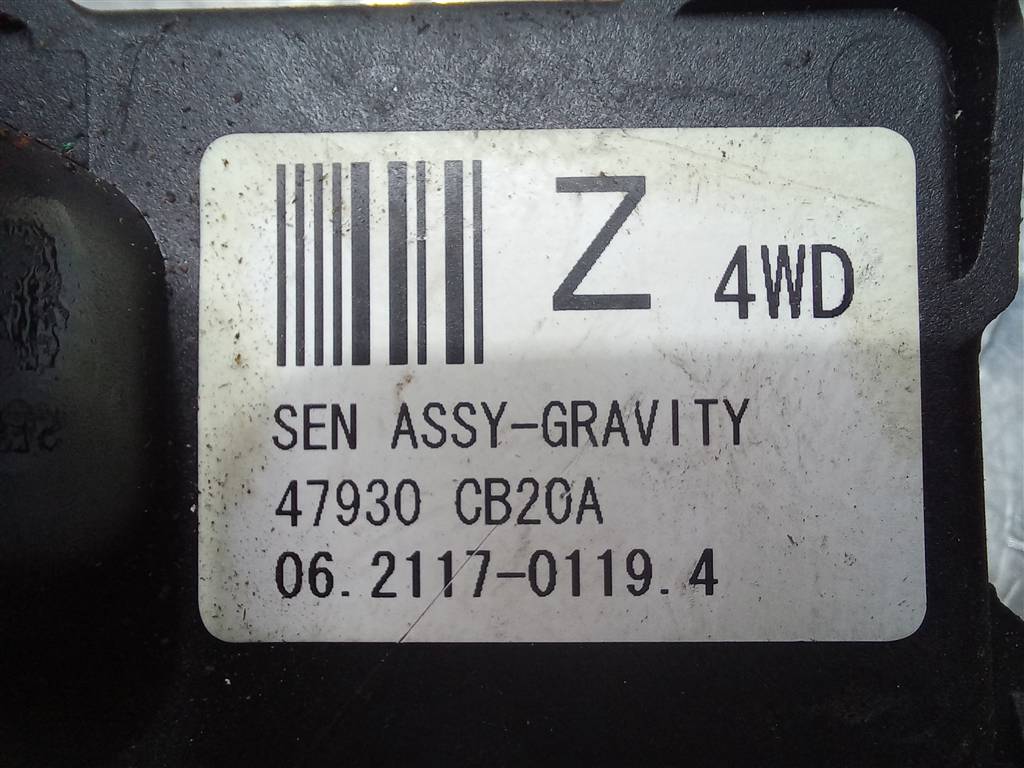 Z 4WD
SEN ASSY-GRAVITY
47930 CB20A
06.2117-0119.4